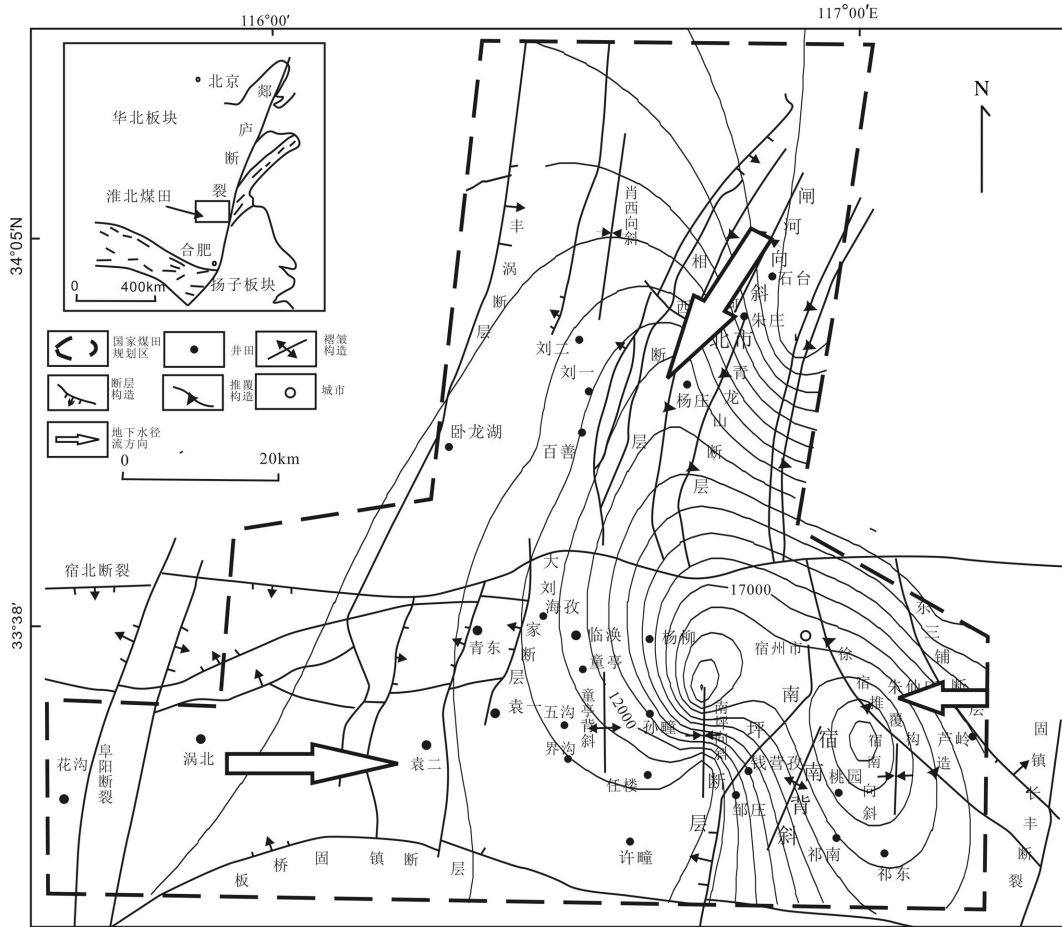 116°00′
117°00′E
34°05′N
33°38′
N
北京
郯
庐
断
裂
华北板块
淮北煤田
合肥
扬子板块
0 400km
国家煤田
规划区
井田
褶皱
构造
断层
构造
推覆
构造
城市
地下水径
流方向
0 20km
丰
涡
断
层
肖西向斜
闸
河
向
斜
石台
相
西
朱庄
北市
刘二
断
青
龙
山
断
层
刘一
杨庄
卧龙湖
百善
层
宿北断裂
大
刘
家
断
层
17000
海孜
青东
临涣
杨柳
宿州市
东
三
铺
断
层
徐
宿
推
覆
构
造
童亭
朱仙庄
袁一
五沟
童亭背斜
12000
孙疃
南坪向斜
南
坪
断
层
宿
南
背
斜
宿
南
向
斜
芦岭
固
镇
长
丰
断
裂
花沟
阜阳断裂
涡北
袁二
界沟
任楼
钱营孜
桃园
邹庄
许疃
祁南
祁东
板
桥
固
镇
断
层